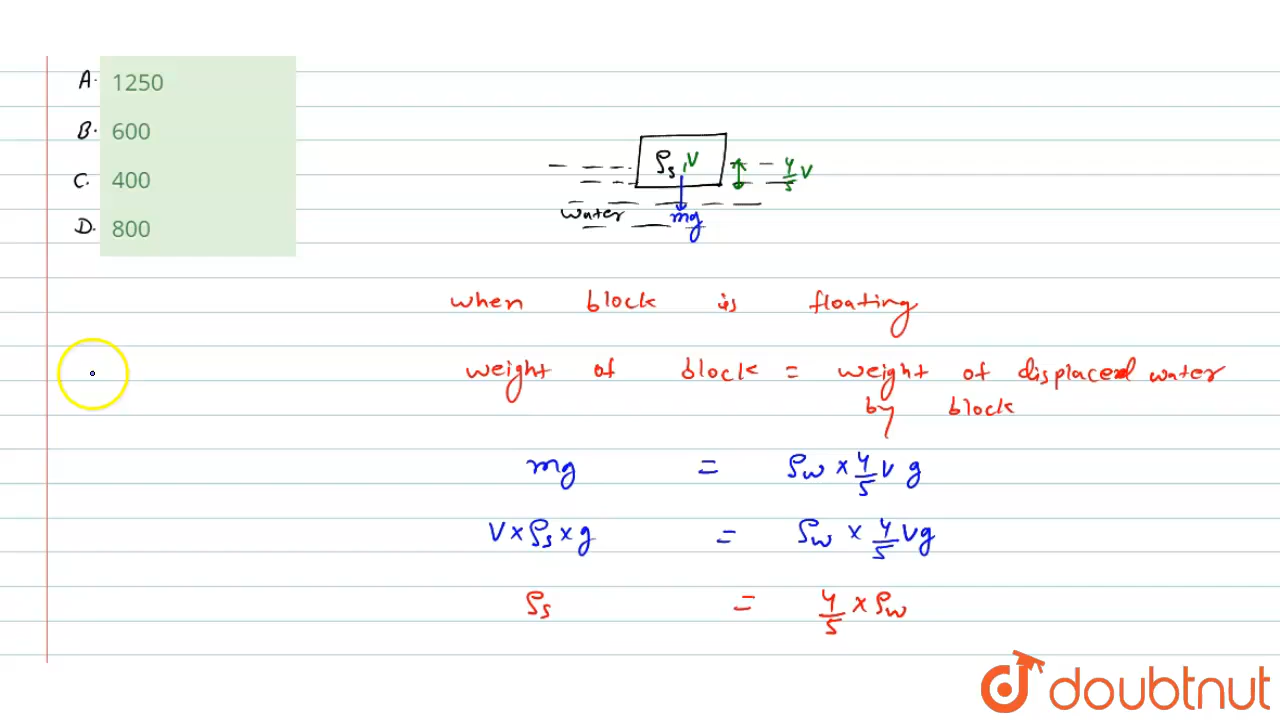 A. 1250
B. 600
C. 400
D. 800
ρs, V
4/5 V
water
mg
when block is floating
weight of block = weight of displaced water
by block
mg = ρw × 4/5 V g
V × ρs × g = ρw × 4/5 Vg
ρs = 4/5 × ρw
doubtnut